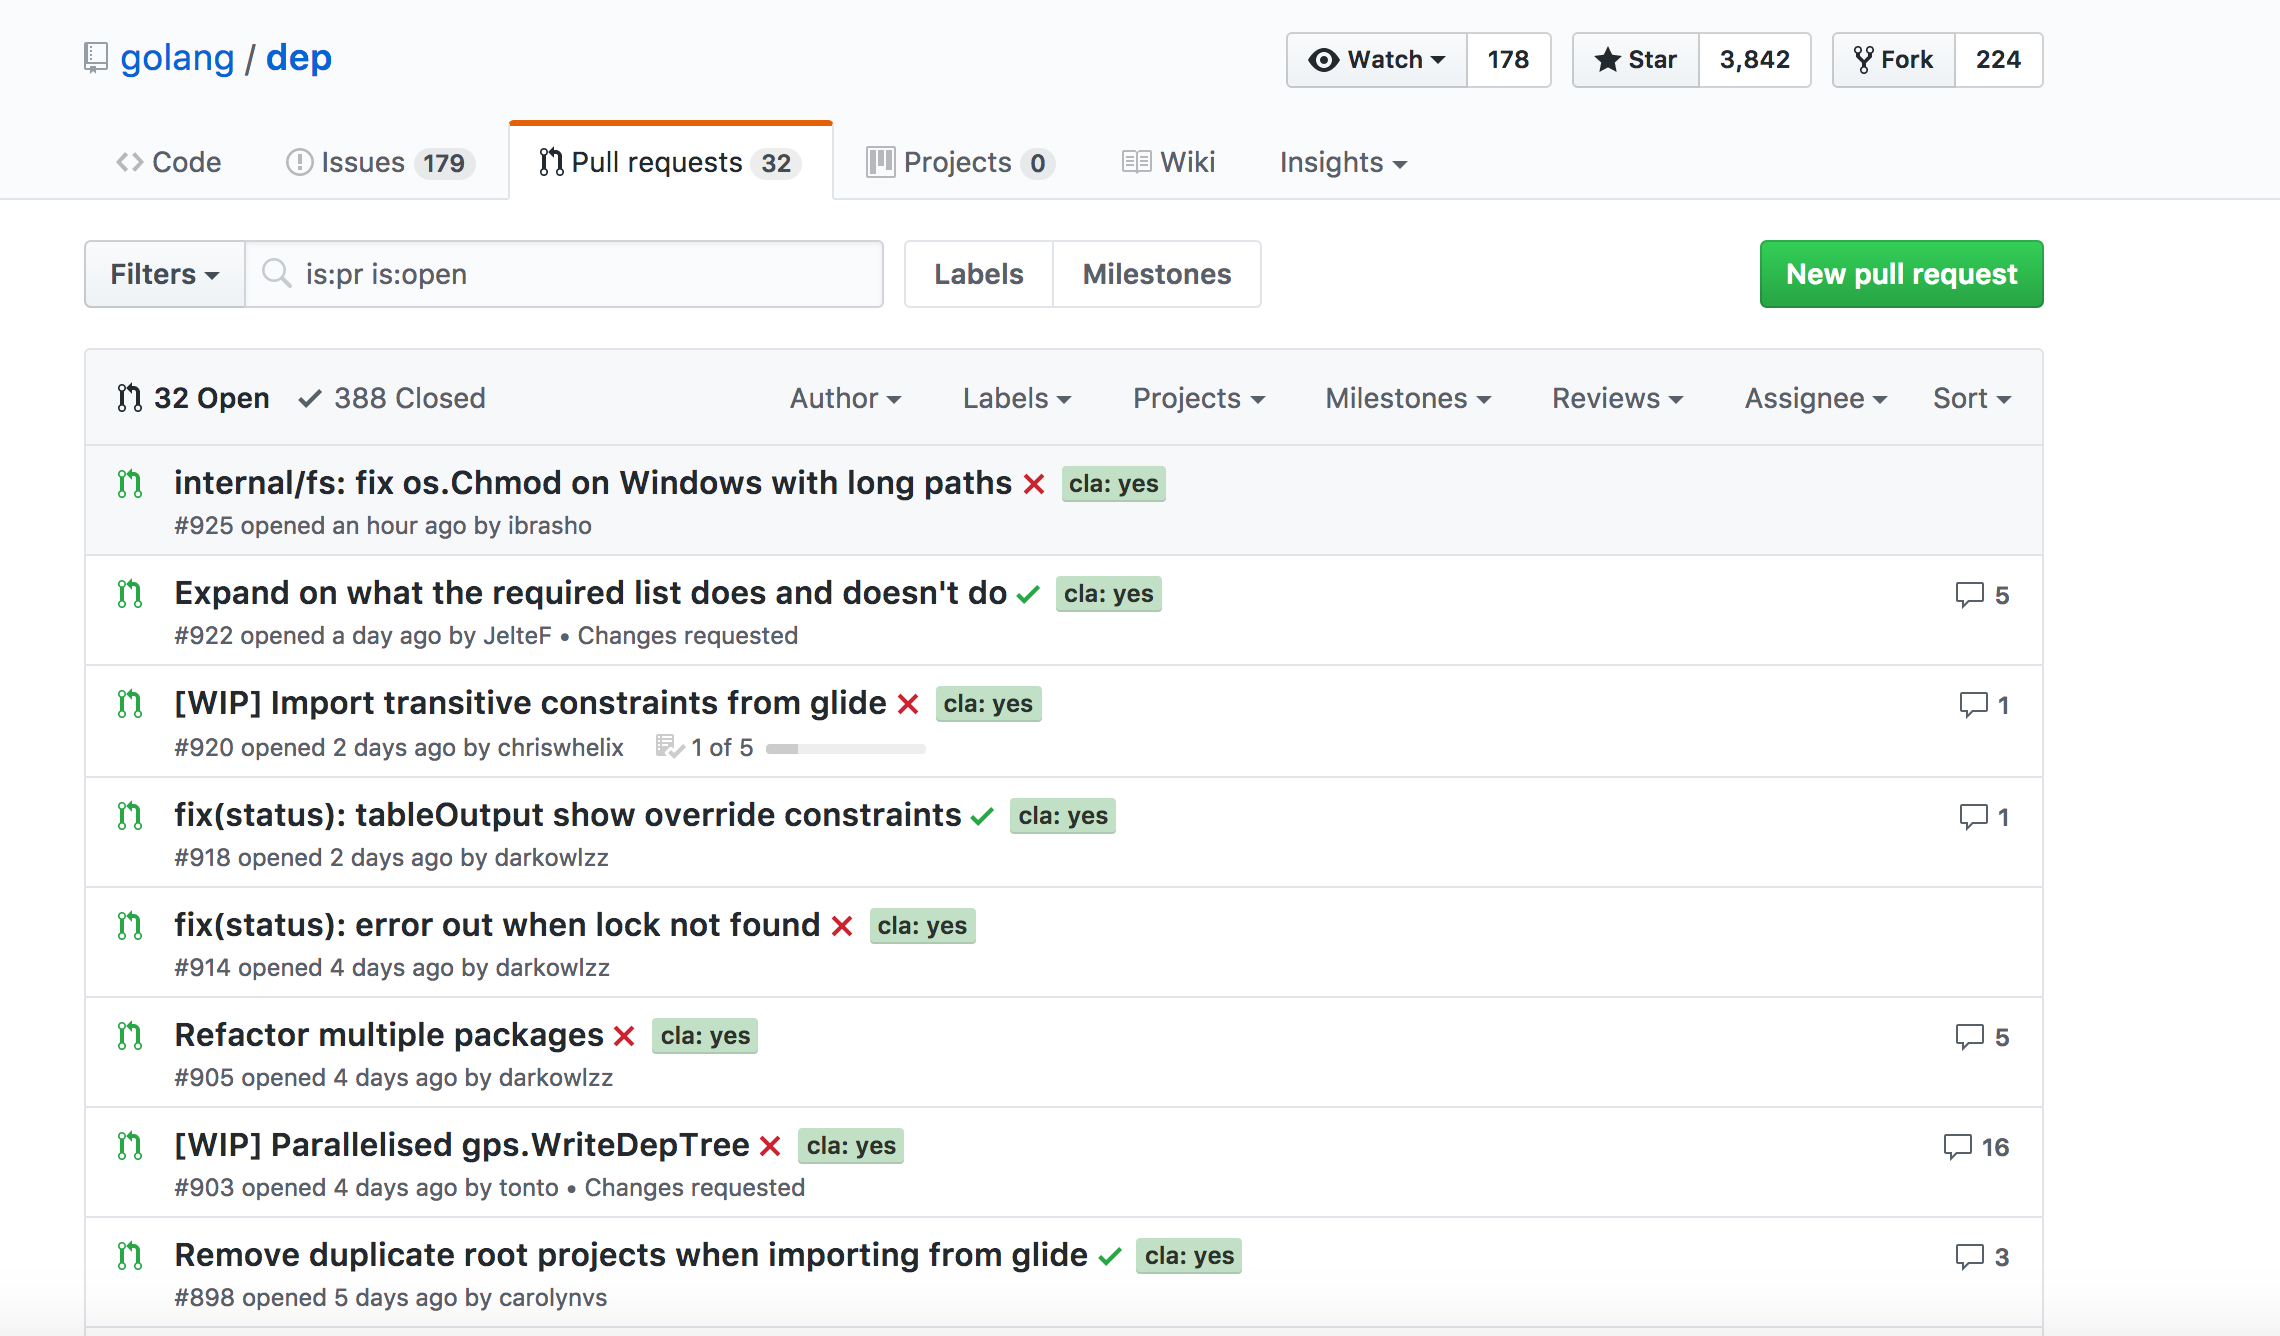 golang / dep
Watch 178 Star 3,842 Fork 224
Code Issues 179 Pull requests 32 Projects 0 Wiki Insights
Filters is:pr is:open Labels Milestones New pull request
32 Open 388 Closed Author Labels Projects Milestones Reviews Assignee Sort
internal/fs: fix os.Chmod on Windows with long paths cla: yes
#925 opened an hour ago by ibrasho
Expand on what the required list does and doesn't do cla: yes 5
#922 opened a day ago by JelteF • Changes requested
[WIP] Import transitive constraints from glide cla: yes 1
#920 opened 2 days ago by chriswhelix 1 of 5
fix(status): tableOutput show override constraints cla: yes 1
#918 opened 2 days ago by darkowlzz
fix(status): error out when lock not found cla: yes
#914 opened 4 days ago by darkowlzz
Refactor multiple packages cla: yes 5
#905 opened 4 days ago by darkowlzz
[WIP] Parallelised gps.WriteDepTree cla: yes 16
#903 opened 4 days ago by tonto • Changes requested
Remove duplicate root projects when importing from glide cla: yes 3
#898 opened 5 days ago by carolynvs